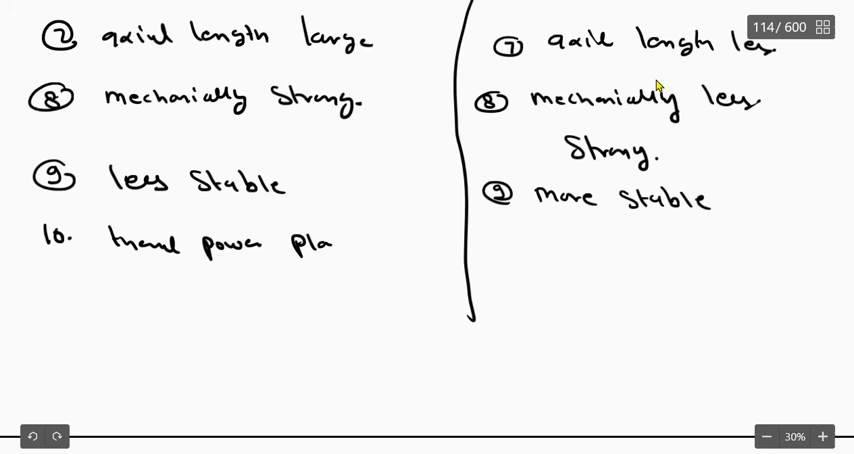 ⑦ axial length large
⑧ mechanically Strong.
⑨ less Stable
10. thermal power pla
⑦ axile length less
⑧ mechanically less
Strong.
⑨ more stable
114 / 600
30%